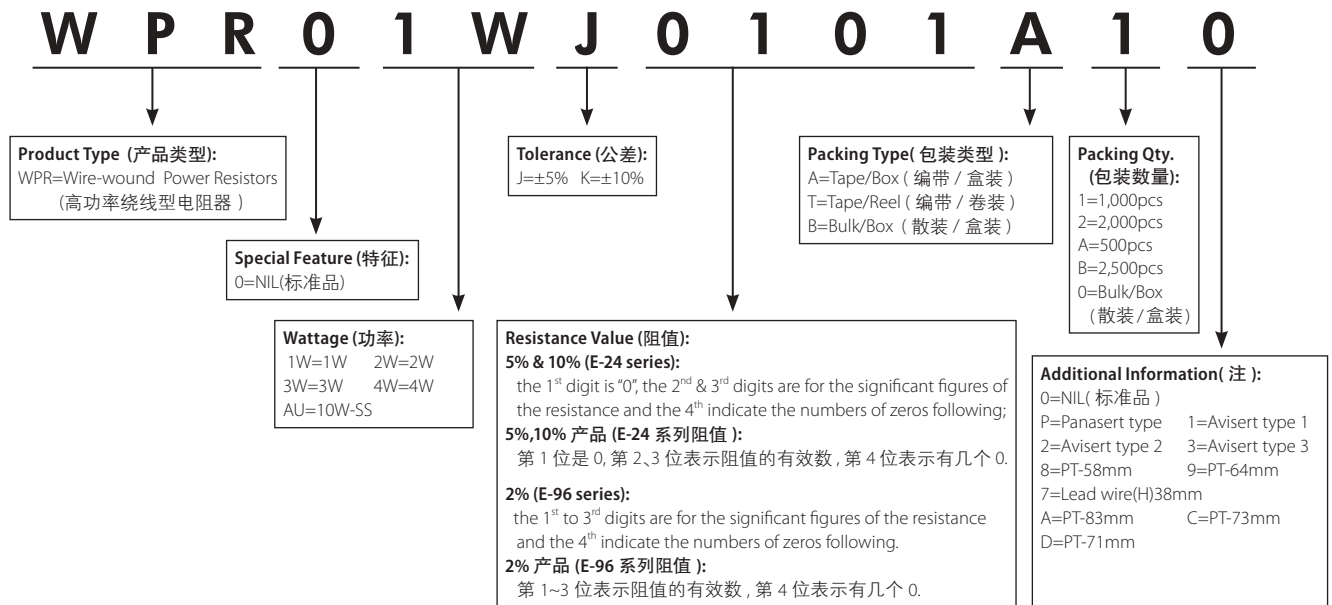 W P R 0 1 W J 0 1 0 1 A 1 0
Product Type (产品类型):
WPR=Wire-wound Power Resistors
(高功率绕线型电阻器)
Special Feature (特征):
0=NIL(标准品)
Wattage (功率):
1W=1W 2W=2W
3W=3W 4W=4W
AU=10W-SS
Tolerance (公差):
J=±5% K=±10%
Resistance Value (阻值):
5% & 10% (E-24 series):
the 1st digit is “0”, the 2nd & 3rd digits are for the significant figures of
the resistance and the 4th indicate the numbers of zeros following;
5%,10% 产品 (E-24 系列阻值):
第 1 位是 0, 第 2、3 位表示阻值的有效数, 第 4 位表示有几个 0.
2% (E-96 series):
the 1st to 3rd digits are for the significant figures of the resistance
and the 4th indicate the numbers of zeros following.
2% 产品 (E-96 系列阻值):
第 1~3 位表示阻值的有效数, 第 4 位表示有几个 0.
Packing Type( 包装类型 ):
A=Tape/Box ( 编带 / 盒装 )
T=Tape/Reel ( 编带 / 卷装 )
B=Bulk/Box ( 散装 / 盒装 )
Packing Qty.
(包装数量):
1=1,000pcs
2=2,000pcs
A=500pcs
B=2,500pcs
0=Bulk/Box
(散装/盒装)
Additional Information( 注 ):
0=NIL( 标准品 )
P=Panasert type 1=Avisert type 1
2=Avisert type 2 3=Avisert type 3
8=PT-58mm 9=PT-64mm
7=Lead wire(H)38mm
A=PT-83mm C=PT-73mm
D=PT-71mm